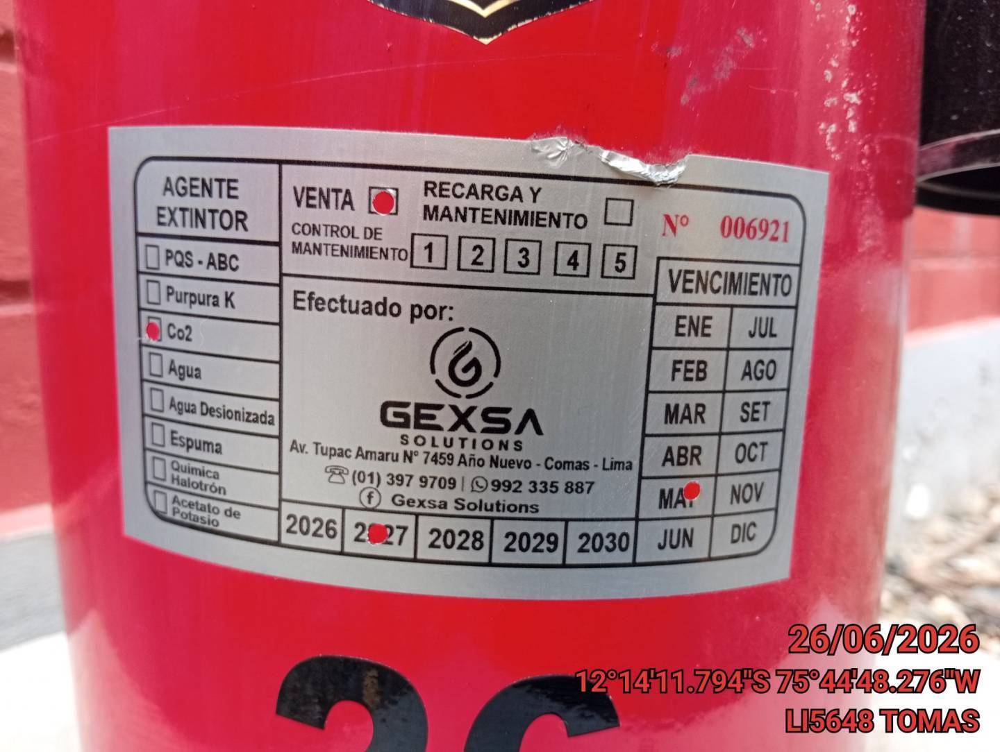 AGENTE
EXTINTOR
PQS - ABC
Purpura K
Co2
Agua
Agua Desionizada
Espuma
Quimica
Halotrón
Acetato de
Potasio
VENTA
RECARGA Y
MANTENIMIENTO
CONTROL DE
MANTENIMIENTO 1 2 3 4 5
Nº 006921
Efectuado por:
GEXSA
SOLUTIONS
Av. Tupac Amaru Nº 7459 Año Nuevo - Comas - Lima
(01) 397 9709 | 992 335 887
Gexsa Solutions
2026 2027 2028 2029 2030
VENCIMIENTO
ENE JUL
FEB AGO
MAR SET
ABR OCT
MAY NOV
JUN DIC
26/06/2026
12°14'11.794"S 75°44'48.276"W
LI5648 TOMAS